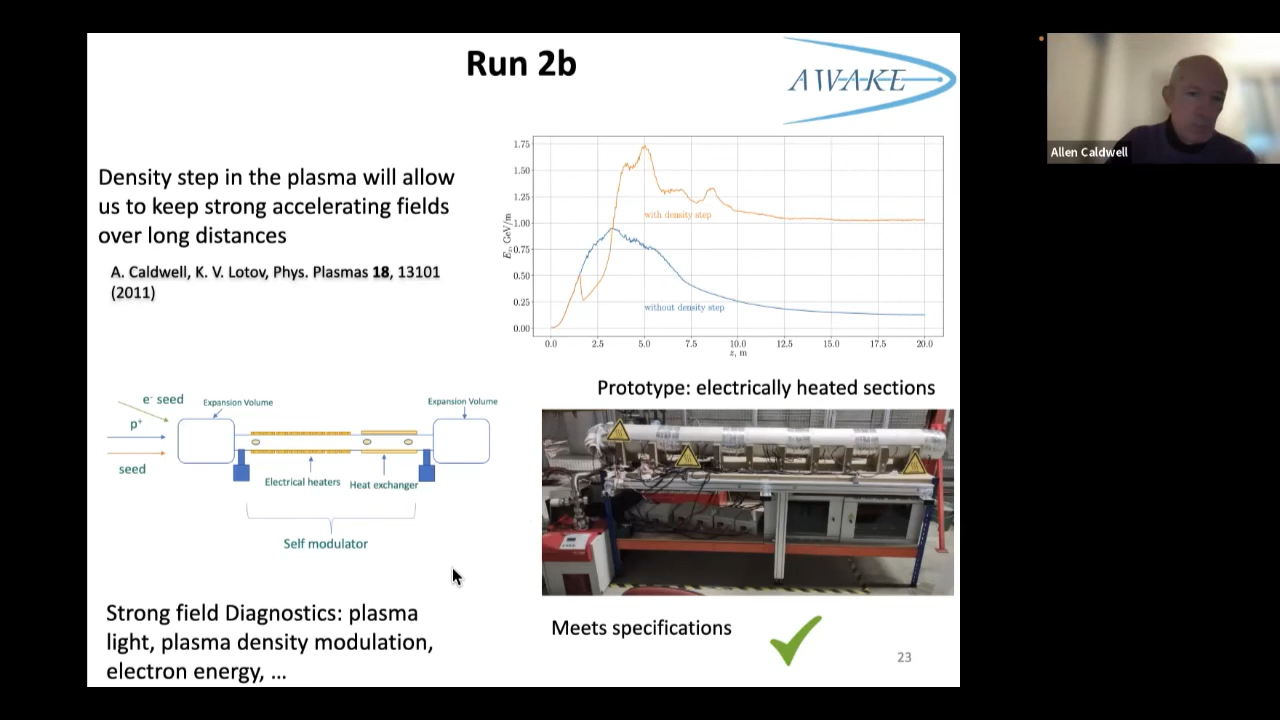 Run 2b
AWAKE
Allen Caldwell
Density step in the plasma will allow
us to keep strong accelerating fields
over long distances
A. Caldwell, K. V. Lotov, Phys. Plasmas 18, 13101
(2011)
1.75
1.50
1.25
1.00
0.75
0.50
0.25
0.00
E_z, GeV/m
with density step
without density step
0.0 2.5 5.0 7.5 10.0 12.5 15.0 17.5 20.0
z, m
Prototype: electrically heated sections
e⁻ seed
p⁺
seed
Expansion Volume
Expansion Volume
Electrical heaters
Heat exchanger
Self modulator
Strong field Diagnostics: plasma
light, plasma density modulation,
electron energy, ...
Meets specifications
23